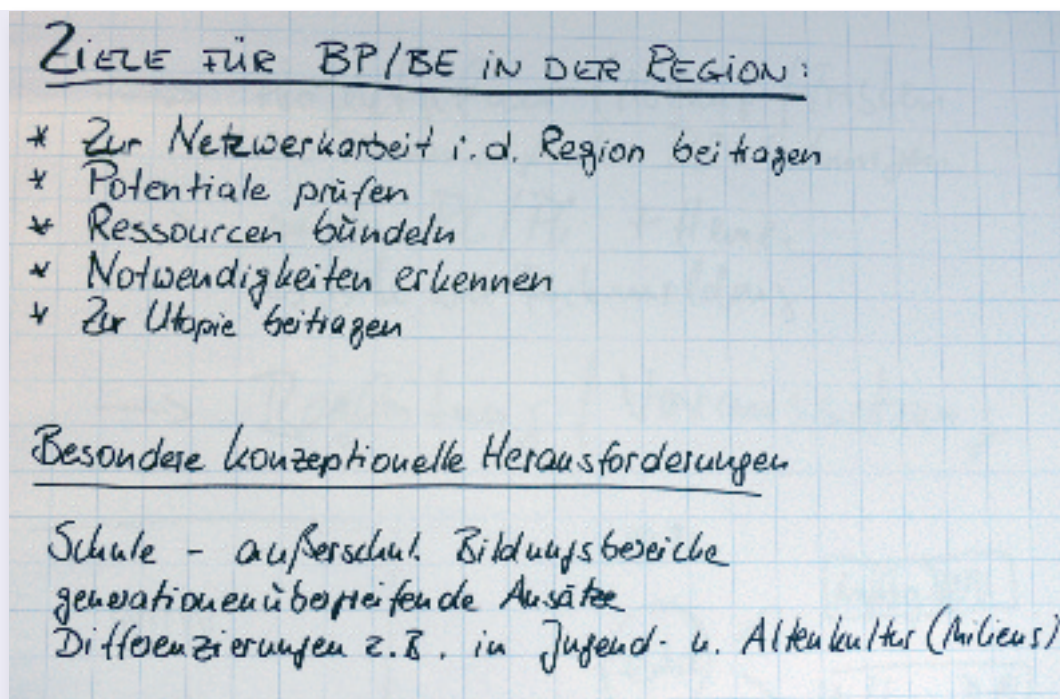 ZIELE FÜR BP/BE IN DER REGION:
* Zur Netzwerkarbeit i.d. Region beitragen
* Potentiale prüfen
* Ressourcen bündeln
* Notwendigkeiten erkennen
* Zur Utopie beitragen
Besondere konzeptionelle Herausforderungen
Schule - außerschul. Bildungsbereiche
generationenübergreifende Ansätze
Differenzierungen z.B. in Jugend- u. Altenkultur (Milieus)